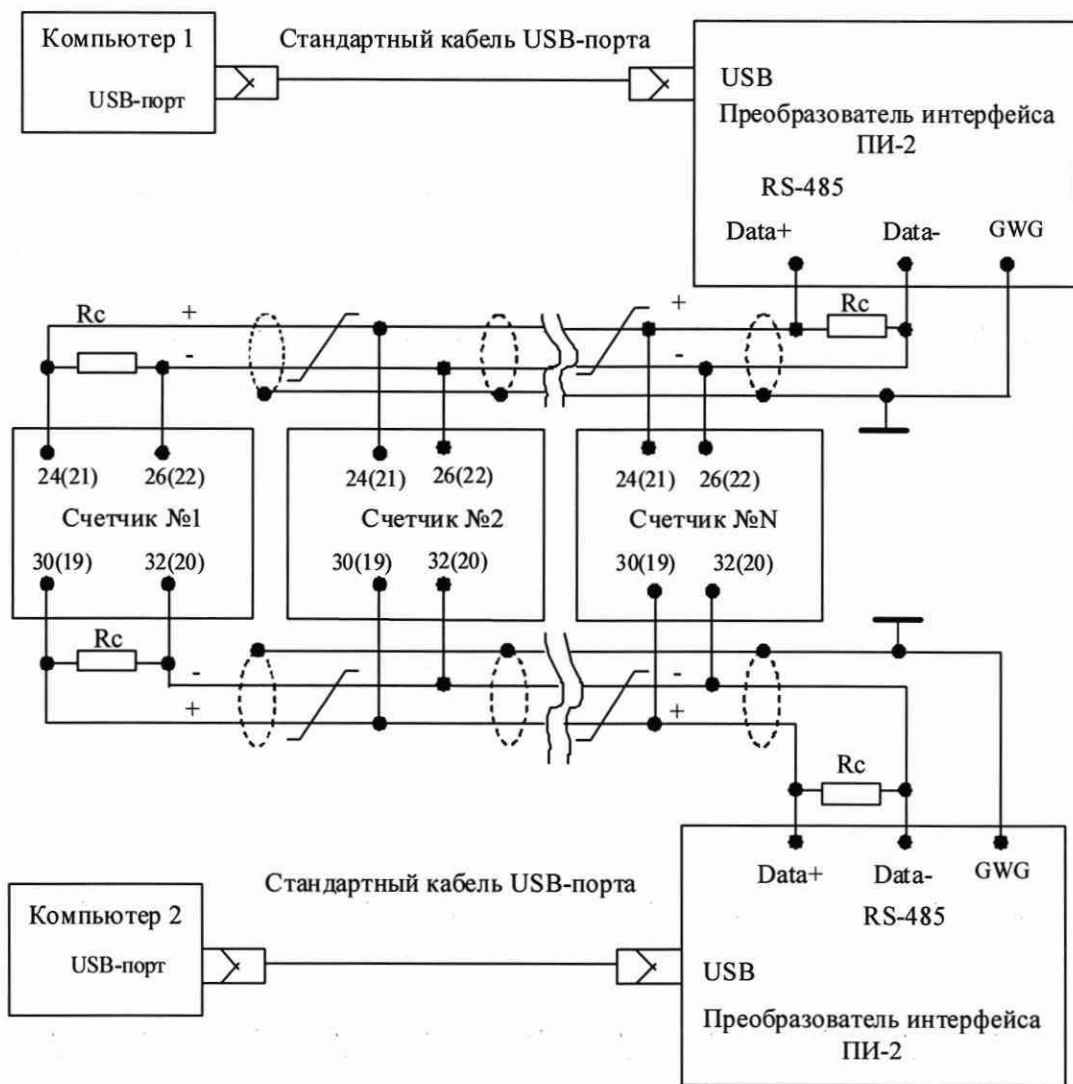 Компьютер 1
USB-порт
Стандартный кабель USB-порта
USB
Преобразователь интерфейса
ПИ-2
RS-485
Data+ Data- GWG
Rc + + Rc
- -
24(21) 26(22) 24(21) 26(22) 24(21) 26(22)
Счетчик №1 Счетчик №2 Счетчик №N
30(19) 32(20) 30(19) 32(20) 30(19) 32(20)
Rc - -
+ +
Rc
Data+ Data- GWG
RS-485
Стандартный кабель USB-порта
Компьютер 2
USB-порт
USB
Преобразователь интерфейса
ПИ-2